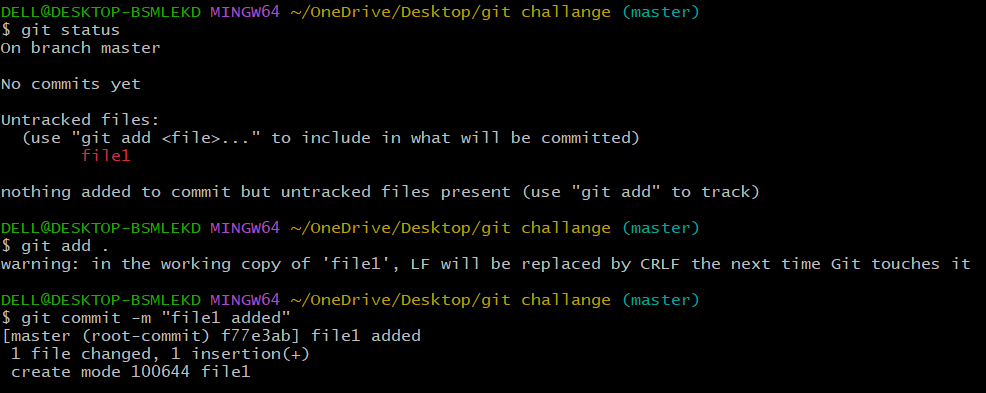 DELL@DESKTOP-BSMLEKD MINGW64 ~/OneDrive/Desktop/git challange (master)
$ git status
On branch master
No commits yet
Untracked files:
  (use "git add <file>..." to include in what will be committed)
        file1
nothing added to commit but untracked files present (use "git add" to track)
DELL@DESKTOP-BSMLEKD MINGW64 ~/OneDrive/Desktop/git challange (master)
$ git add .
warning: in the working copy of 'file1', LF will be replaced by CRLF the next time Git touches it
DELL@DESKTOP-BSMLEKD MINGW64 ~/OneDrive/Desktop/git challange (master)
$ git commit -m "file1 added"
[master (root-commit) f77e3ab] file1 added
 1 file changed, 1 insertion(+)
 create mode 100644 file1